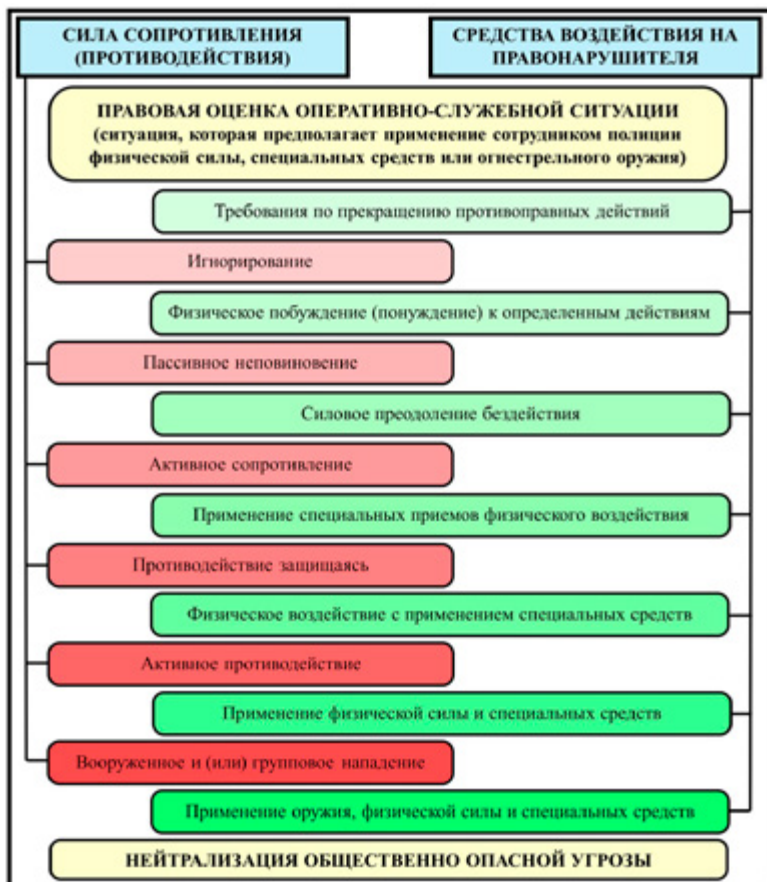 СИЛА СОПРОТИВЛЕНИЯ
(ПРОТИВОДЕЙСТВИЯ)
СРЕДСТВА ВОЗДЕЙСТВИЯ НА
ПРАВОНАРУШИТЕЛЯ
ПРАВОВАЯ ОЦЕНКА ОПЕРАТИВНО-СЛУЖЕБНОЙ СИТУАЦИИ
(ситуация, которая предполагает применение сотрудником полиции
физической силы, специальных средств или огнестрельного оружия)
Требования по прекращению противоправных действий
Игнорирование
Физическое побуждение (понуждение) к определенным действиям
Пассивное неповиновение
Силовое преодоление бездействия
Активное сопротивление
Применение специальных приемов физического воздействия
Противодействие защищаясь
Физическое воздействие с применением специальных средств
Активное противодействие
Применение физической силы и специальных средств
Вооруженное и (или) групповое нападение
Применение оружия, физической силы и специальных средств
НЕЙТРАЛИЗАЦИЯ ОБЩЕСТВЕННО ОПАСНОЙ УГРОЗЫ